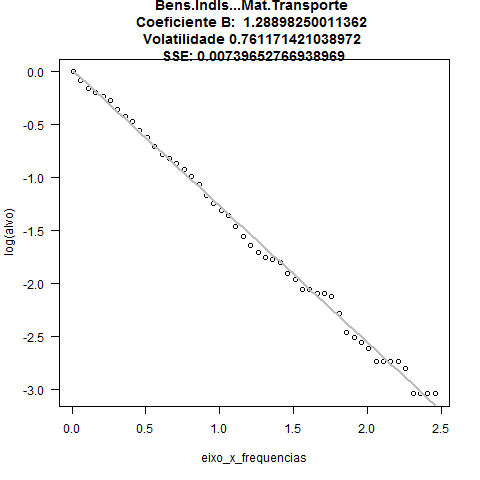 Bens.Indls...Mat.Transporte
Coeficiente B:  1.28898250011362
Volatilidade 0.761171421038972
SSE: 0.00739652766938969
0.0
-0.5
-1.0
-1.5
-2.0
-2.5
-3.0
log(alvo)
0.0 0.5 1.0 1.5 2.0 2.5
eixo_x_frequencias